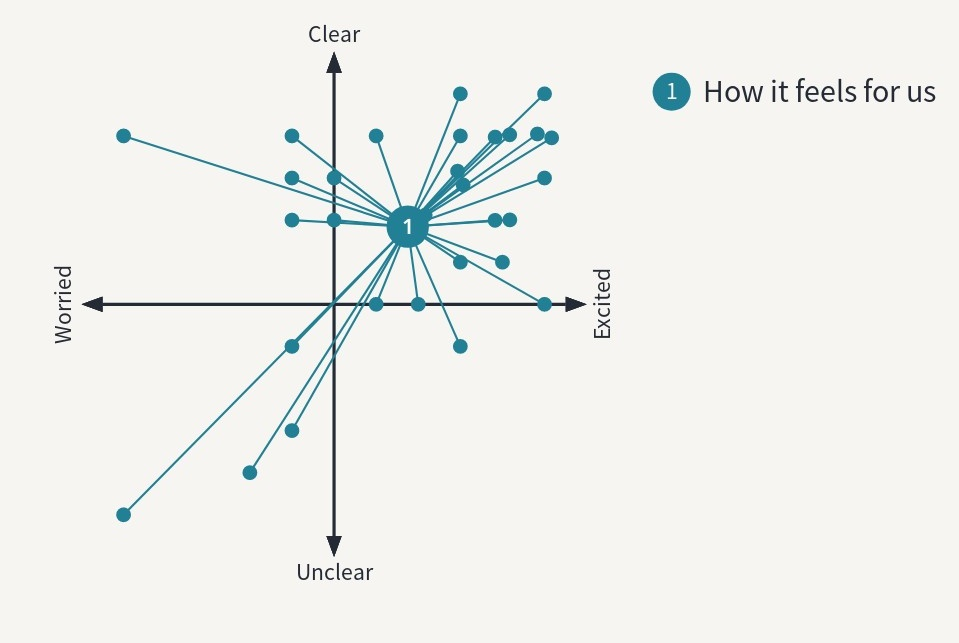 Clear
1 How it feels for us
1
Worried
Excited
Unclear